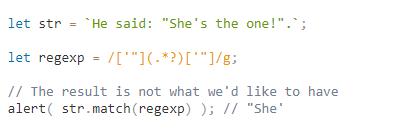 let str = `He said: "She's the one!".`;
let regexp = /['"](.*?)['"]/g;
// The result is not what we'd like to have
alert( str.match(regexp) ); // "She'